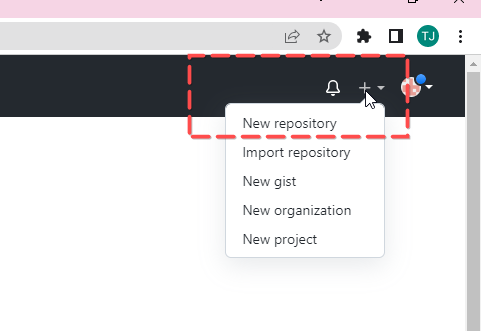 TJ
New repository
Import repository
New gist
New organization
New project